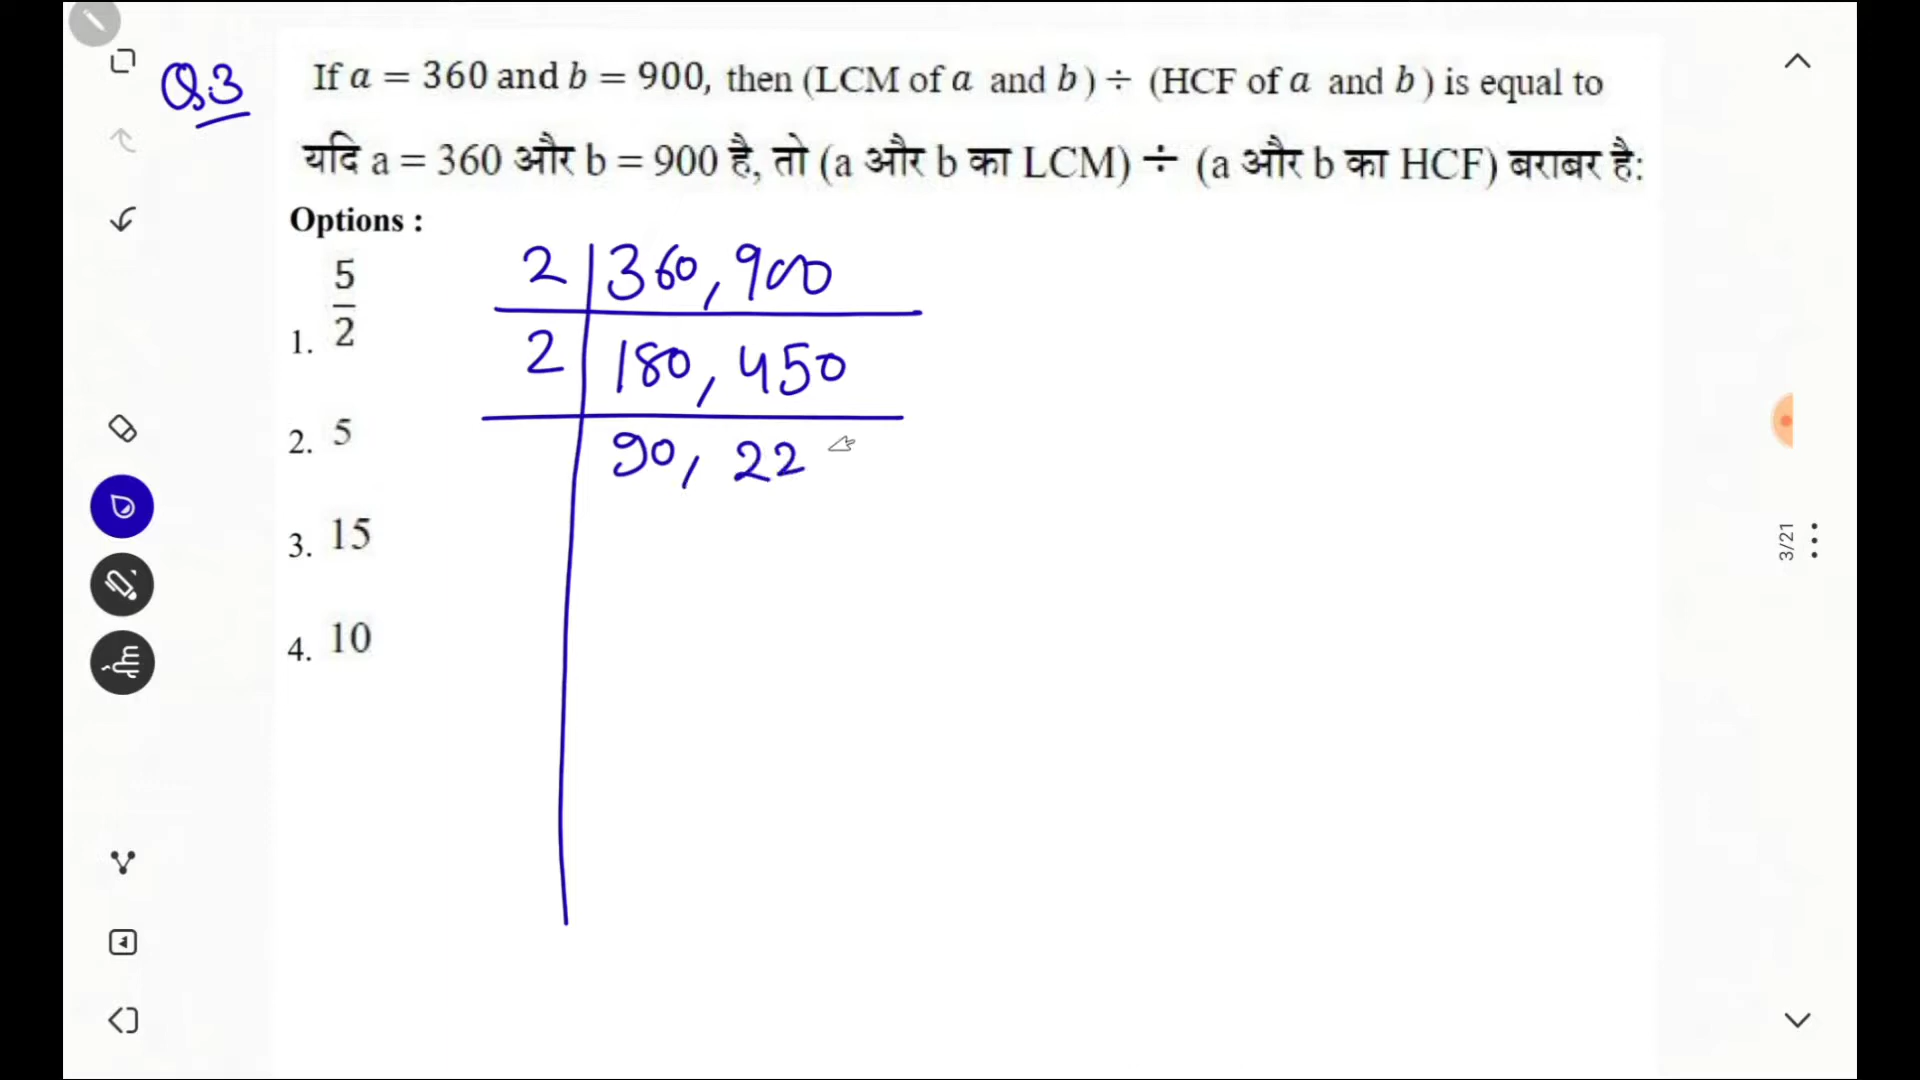 Q.3
If a = 360 and b = 900, then (LCM of a and b) ÷ (HCF of a and b) is equal to
यदि a = 360 और b = 900 है, तो (a और b का LCM) ÷ (a और b का HCF) बराबर है:
Options :
1. 5/2
2. 5
3. 15
4. 10
2 | 360, 900
2 | 180, 450
90, 22
3/21